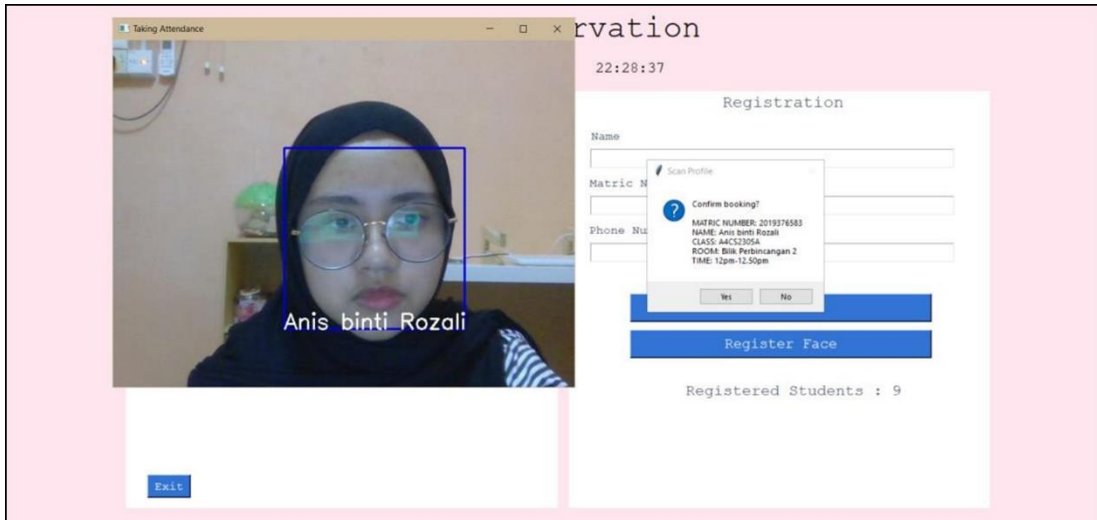 Taking Attendance
rvation
22:28:37
Registration
Name
Matric N
Phone Nu
Anis binti Rozali
Scan Profile
Confirm booking?
MATRIC NUMBER: 2019376583
NAME: Anis binti Rozali
CLASS: A4CS2305A
ROOM: Bilik Perbincangan 2
TIME: 12pm-12.50pm
Yes No
Register Face
Registered Students : 9
Exit